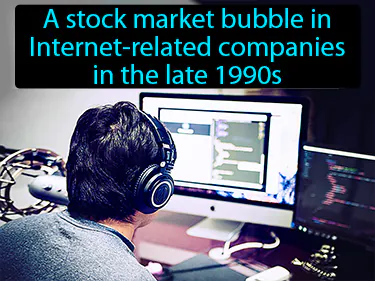 A stock market bubble in
Internet-related companies
in the late 1990s